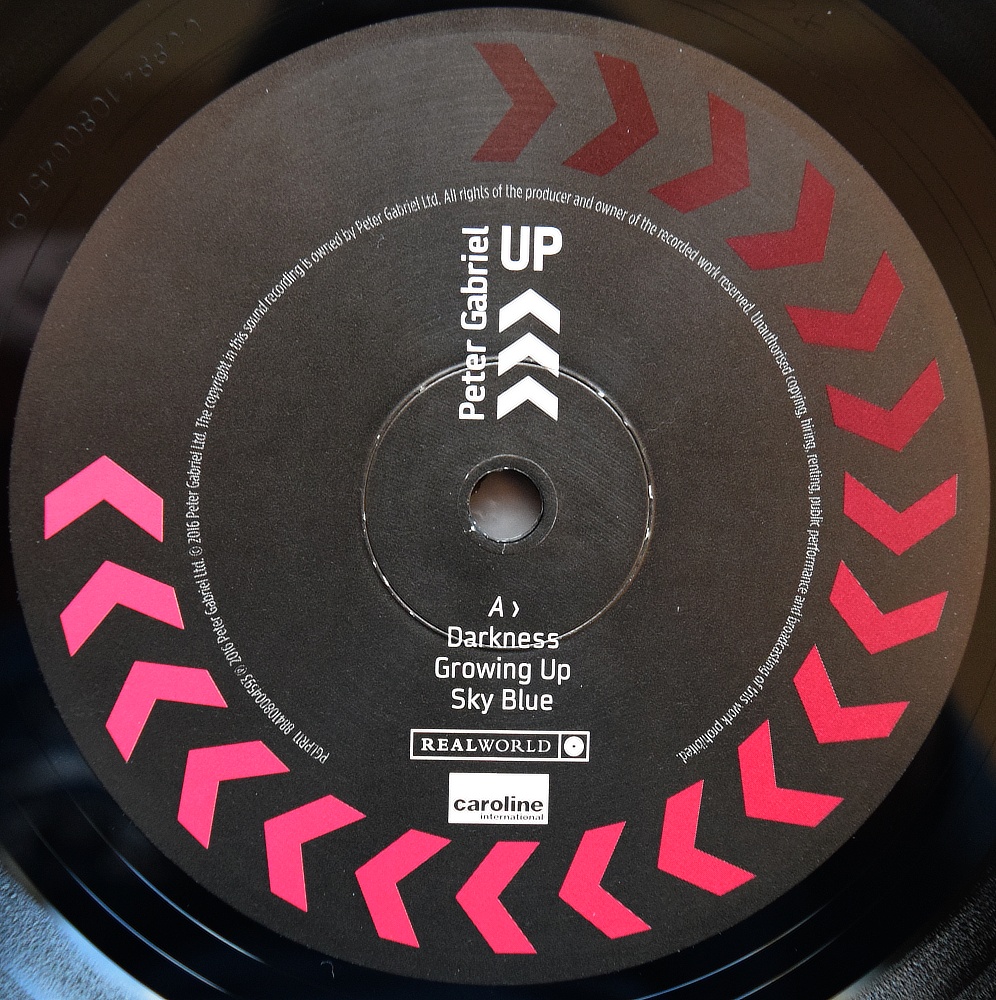 Peter Gabriel
UP
A ›
Darkness
Growing Up
Sky Blue
REALWORLD
caroline
international
PGLPR11 884108004593 ℗ 2016 Peter Gabriel Ltd. © 2016 Peter Gabriel Ltd. The copyright in this sound recording is owned by Peter Gabriel Ltd. All rights of the producer and owner of the recorded work reserved. Unauthorised copying, hiring, renting, public performance and broadcasting of this work prohibited.